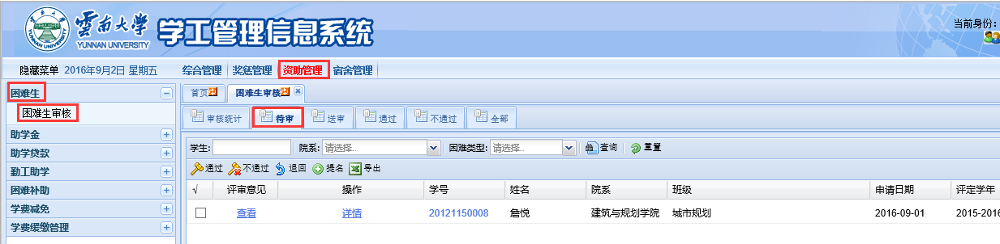 雲南大学
YUNNAN UNIVERSITY
学工管理信息系统
当前身份:
隐藏菜单 2016年9月2日 星期五
综合管理 奖惩管理 资助管理 宿舍管理
困难生
困难生审核
助学金
助学贷款
勤工助学
困难补助
学费减免
学费缓缴管理
首页 困难生审核
审核统计 待审 送审 通过 不通过 全部
学生: 院系: 请选择.. 困难类型: 请选择.. 查询 重置
通过 不通过 退回 提名 导出
√ 评审意见 操作 学号 姓名 院系 班级 申请日期 评定学年
查看 详情 20121150008 詹悦 建筑与规划学院 城市规划 2016-09-01 2015-2016